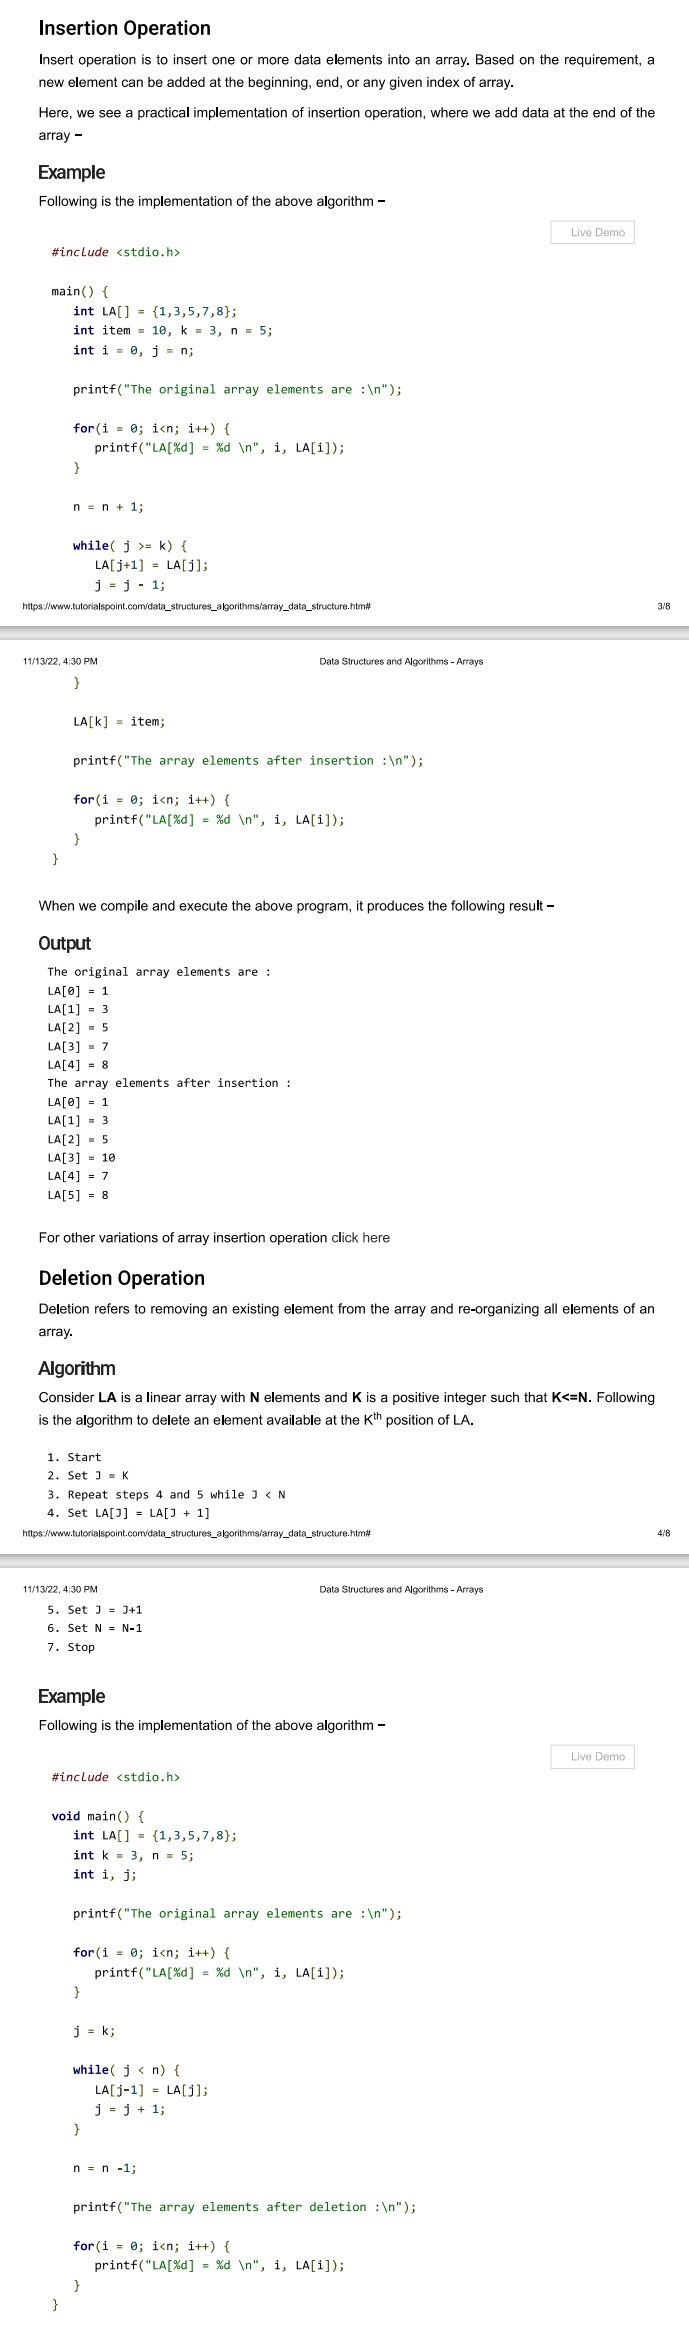 Insertion Operation
Insert operation is to insert one or more data elements into an array. Based on the requirement, a
new element can be added at the beginning, end, or any given index of array.
Here, we see a practical implementation of insertion operation, where we add data at the end of the
array −
Example
Following is the implementation of the above algorithm −
Live Demo
#include <stdio.h>
main() {
   int LA[] = {1,3,5,7,8};
   int item = 10, k = 3, n = 5;
   int i = 0, j = n;
   printf("The original array elements are :\n");
   for(i = 0; i<n; i++) {
      printf("LA[%d] = %d \n", i, LA[i]);
   }
   n = n + 1;
   while( j >= k) {
      LA[j+1] = LA[j];
      j = j - 1;
https://www.tutorialspoint.com/data_structures_algorithms/array_data_structure.htm# 3/8
11/13/22, 4:30 PM Data Structures and Algorithms - Arrays
   }
   LA[k] = item;
   printf("The array elements after insertion :\n");
   for(i = 0; i<n; i++) {
      printf("LA[%d] = %d \n", i, LA[i]);
   }
}
When we compile and execute the above program, it produces the following result −
Output
The original array elements are :
LA[0] = 1
LA[1] = 3
LA[2] = 5
LA[3] = 7
LA[4] = 8
The array elements after insertion :
LA[0] = 1
LA[1] = 3
LA[2] = 5
LA[3] = 10
LA[4] = 7
LA[5] = 8
For other variations of array insertion operation click here
Deletion Operation
Deletion refers to removing an existing element from the array and re-organizing all elements of an
array.
Algorithm
Consider LA is a linear array with N elements and K is a positive integer such that K<=N. Following
is the algorithm to delete an element available at the Kth position of LA.
1. Start
2. Set J = K
3. Repeat steps 4 and 5 while J < N
4. Set LA[J] = LA[J + 1]
https://www.tutorialspoint.com/data_structures_algorithms/array_data_structure.htm# 4/8
11/13/22, 4:30 PM Data Structures and Algorithms - Arrays
5. Set J = J+1
6. Set N = N-1
7. Stop
Example
Following is the implementation of the above algorithm −
Live Demo
#include <stdio.h>
void main() {
   int LA[] = {1,3,5,7,8};
   int k = 3, n = 5;
   int i, j;
   printf("The original array elements are :\n");
   for(i = 0; i<n; i++) {
      printf("LA[%d] = %d \n", i, LA[i]);
   }
   j = k;
   while( j < n) {
      LA[j-1] = LA[j];
      j = j + 1;
   }
   n = n -1;
   printf("The array elements after deletion :\n");
   for(i = 0; i<n; i++) {
      printf("LA[%d] = %d \n", i, LA[i]);
   }
}